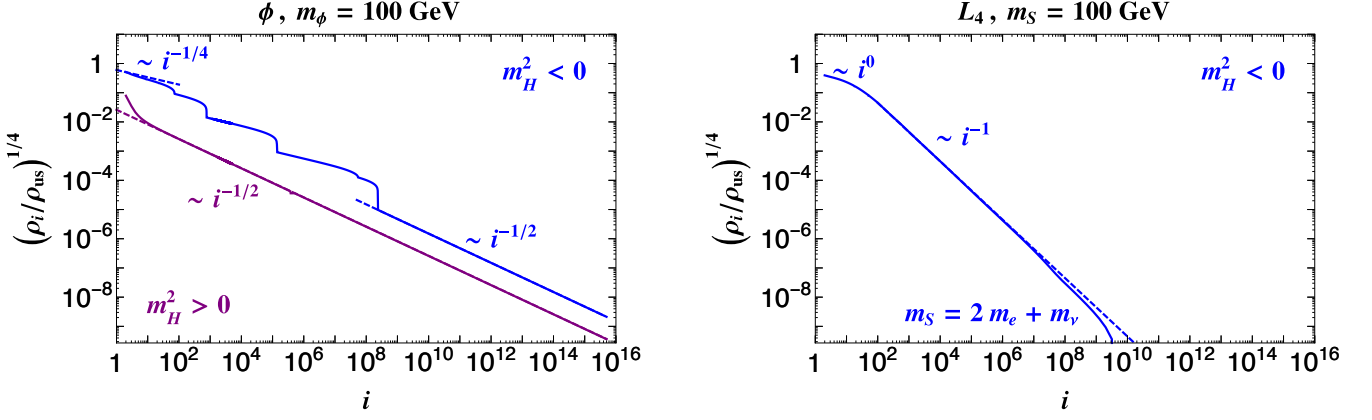 ϕ , m_ϕ = 100 GeV
(ρ_i/ρ_us)^{1/4}
1
10^{-2}
10^{-4}
10^{-6}
10^{-8}
~ i^{-1/4}
m_H^2 < 0
~ i^{-1/2}
~ i^{-1/2}
m_H^2 > 0
1 10^2 10^4 10^6 10^8 10^{10} 10^{12} 10^{14} 10^{16}
i
L_4 , m_S = 100 GeV
(ρ_i/ρ_us)^{1/4}
1
10^{-2}
10^{-4}
10^{-6}
10^{-8}
~ i^0
m_H^2 < 0
~ i^{-1}
m_S = 2 m_e + m_ν
1 10^2 10^4 10^6 10^8 10^{10} 10^{12} 10^{14} 10^{16}
i